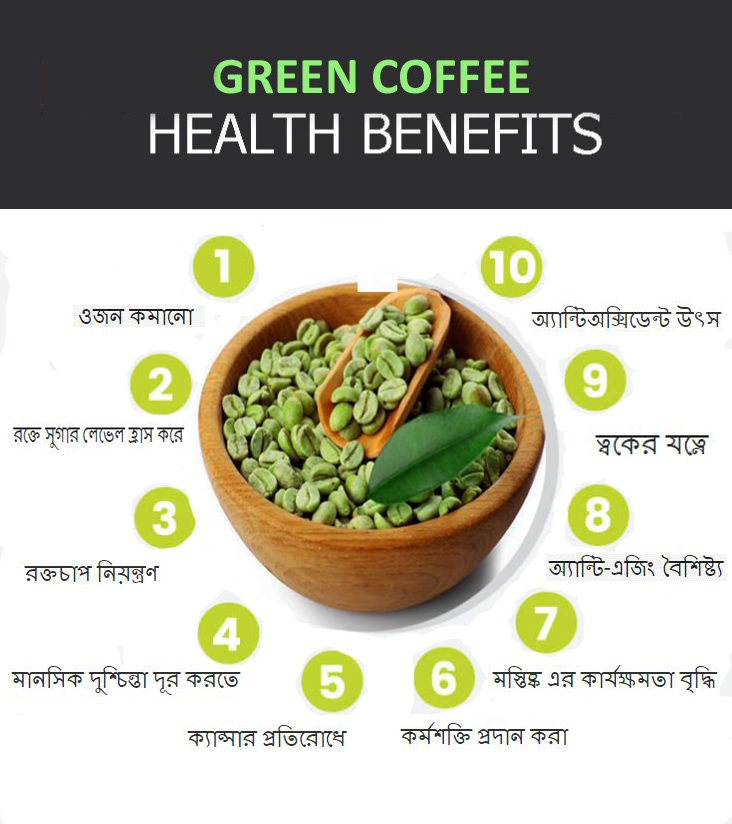 GREEN COFFEE
HEALTH BENEFITS
1
ওজন কমানো
2
রক্তে সুগার লেভেল হ্রাস করে
3
রক্তচাপ নিয়ন্ত্রণ
4
মানসিক দুশ্চিন্তা দূর করতে
5
ক্যান্সার প্রতিরোধে
6
কর্মশক্তি প্রদান করা
7
মস্তিষ্ক এর কার্যক্ষমতা বৃদ্ধি
8
অ্যান্টি-এজিং বৈশিষ্ট্য
9
ত্বকের যত্নে
10
অ্যান্টিঅক্সিডেন্ট উৎস